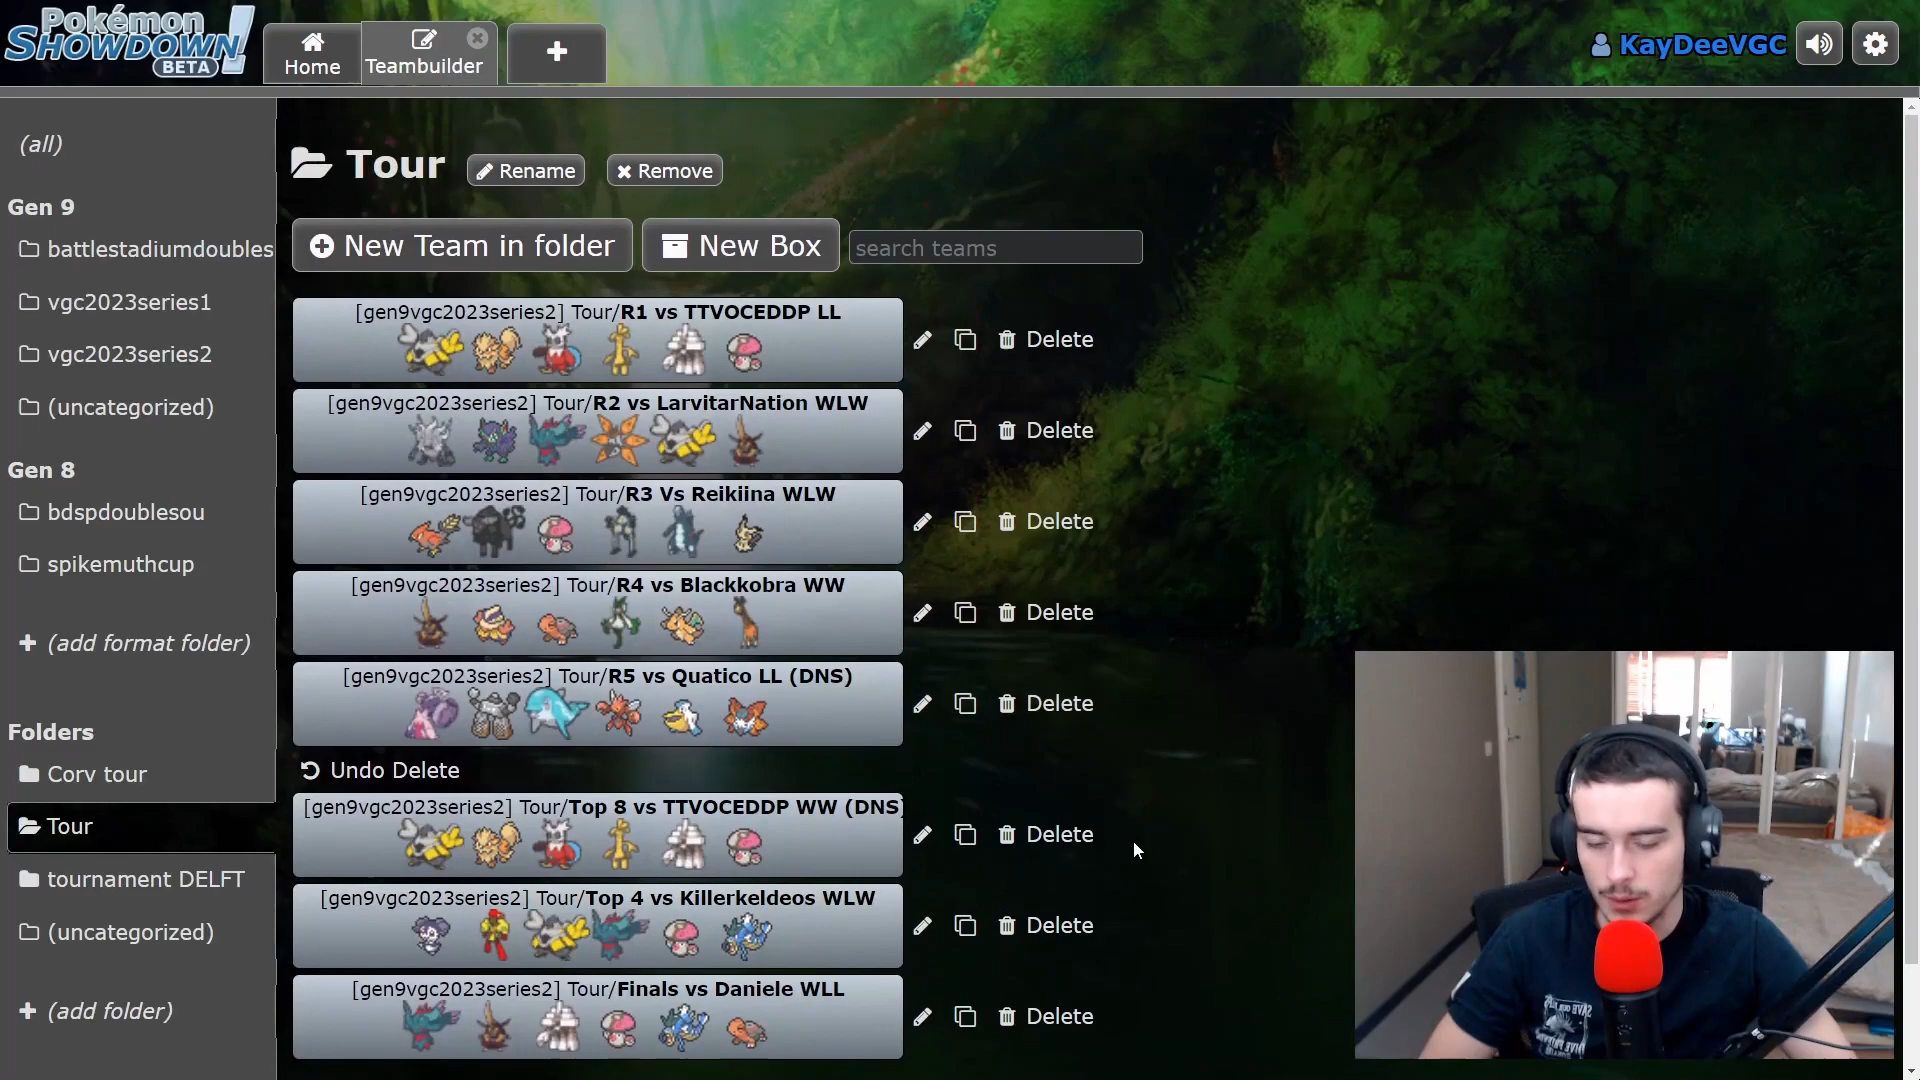 Pokémon
SHOWDOWN!
BETA
Home
Teambuilder
KayDeeVGC
(all)
Gen 9
battlestadiumdoubles
vgc2023series1
vgc2023series2
(uncategorized)
Gen 8
bdspdoublesou
spikemuthcup
(add format folder)
Folders
Corv tour
Tour
tournament DELFT
(uncategorized)
(add folder)
Tour
Rename
Remove
New Team in folder
New Box
search teams
[gen9vgc2023series2] Tour/R1 vs TTVOCEDDP LL
Delete
[gen9vgc2023series2] Tour/R2 vs LarvitarNation WLW
Delete
[gen9vgc2023series2] Tour/R3 Vs Reikiina WLW
Delete
[gen9vgc2023series2] Tour/R4 vs Blackkobra WW
Delete
[gen9vgc2023series2] Tour/R5 vs Quatico LL (DNS)
Delete
Undo Delete
[gen9vgc2023series2] Tour/Top 8 vs TTVOCEDDP WW (DNS)
Delete
[gen9vgc2023series2] Tour/Top 4 vs Killerkeldeos WLW
Delete
[gen9vgc2023series2] Tour/Finals vs Daniele WLL
Delete